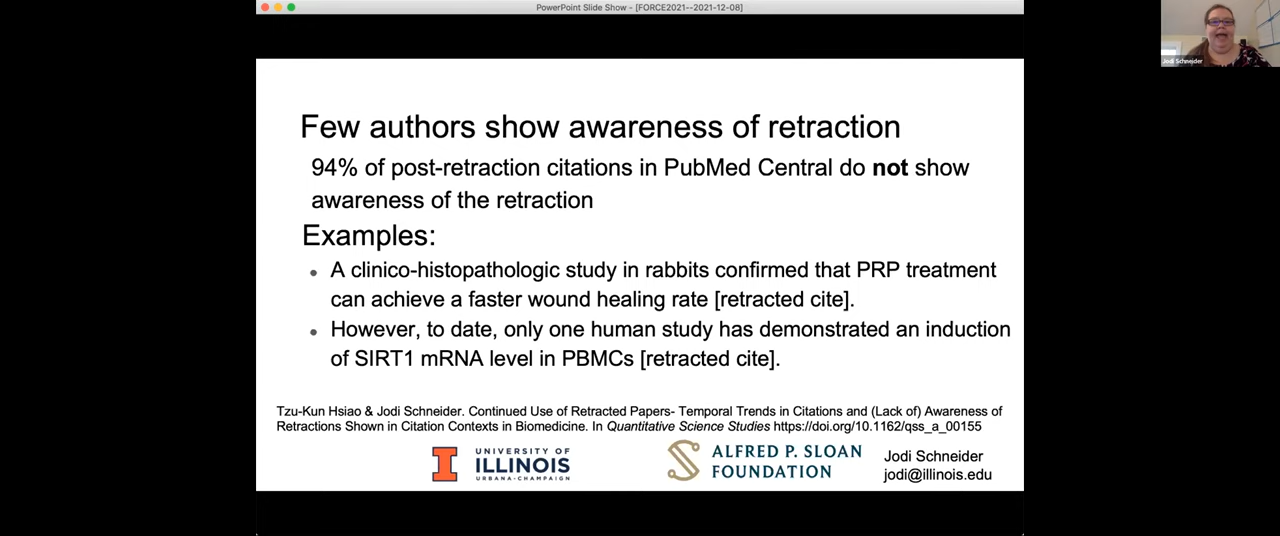 PowerPoint Slide Show - [FORCE2021--2021-12-08]
Jodi Schneider
Few authors show awareness of retraction
94% of post-retraction citations in PubMed Central do not show
awareness of the retraction
Examples:
• A clinico-histopathologic study in rabbits confirmed that PRP treatment
can achieve a faster wound healing rate [retracted cite].
• However, to date, only one human study has demonstrated an induction
of SIRT1 mRNA level in PBMCs [retracted cite].
Tzu-Kun Hsiao & Jodi Schneider. Continued Use of Retracted Papers- Temporal Trends in Citations and (Lack of) Awareness of
Retractions Shown in Citation Contexts in Biomedicine. In Quantitative Science Studies https://doi.org/10.1162/qss_a_00155
UNIVERSITY OF
ILLINOIS
URBANA-CHAMPAIGN
ALFRED P. SLOAN
FOUNDATION
Jodi Schneider
jodi@illinois.edu